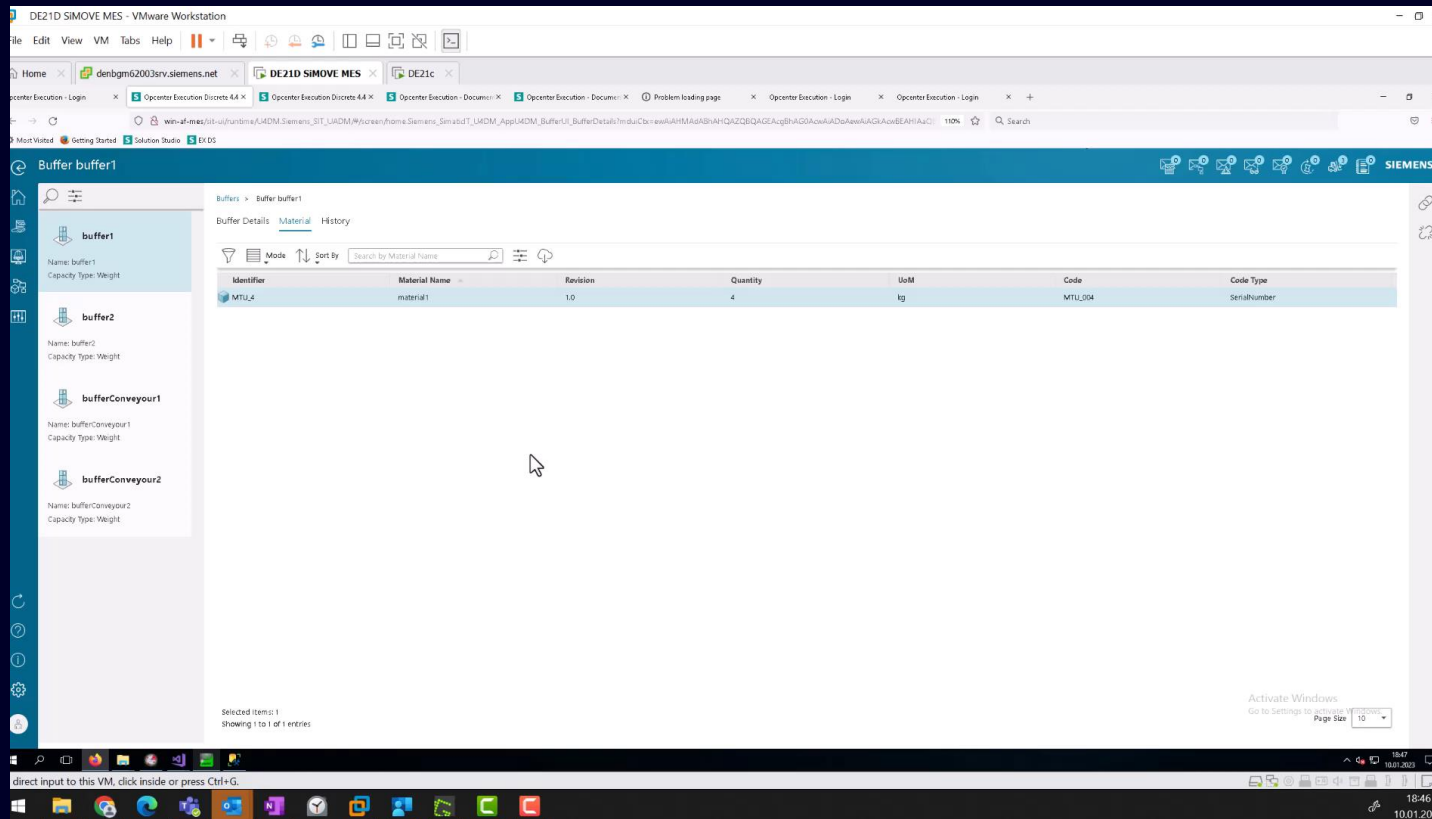 DE21D SiMOVE MES - VMware Workstation
File Edit View VM Tabs Help
Home denbgm62003srv.siemens.net DE21D SiMOVE MES DE21c
Opcenter Execution - Login Opcenter Execution Discrete 4.4 Opcenter Execution Discrete 4.4 Opcenter Execution - Documen Opcenter Execution - Documen Problem loading page Opcenter Execution - Login Opcenter Execution - Login
110% Search
Most Visited Getting Started Solution Studio EX DS
Buffer buffer1
SIEMENS
Buffers > Buffer buffer1
Buffer Details Material History
Mode Sort By Search by Material Name
Identifier Material Name Revision Quantity UoM Code Code Type
MTU_4 material1 1.0 4 kg MTU_004 SerialNumber
buffer1
Name: buffer1
Capacity Type: Weight
buffer2
Name: buffer2
Capacity Type: Weight
bufferConveyour1
Name: bufferConveyour1
Capacity Type: Weight
bufferConveyour2
Name: bufferConveyour2
Capacity Type: Weight
Selected Items: 1
Showing 1 to 1 of 1 entries
Activate Windows
Go to Settings to activate Windows.
Page Size 10
18:47
10.01.2023
direct input to this VM, click inside or press Ctrl+G.
18:46
10.01.20